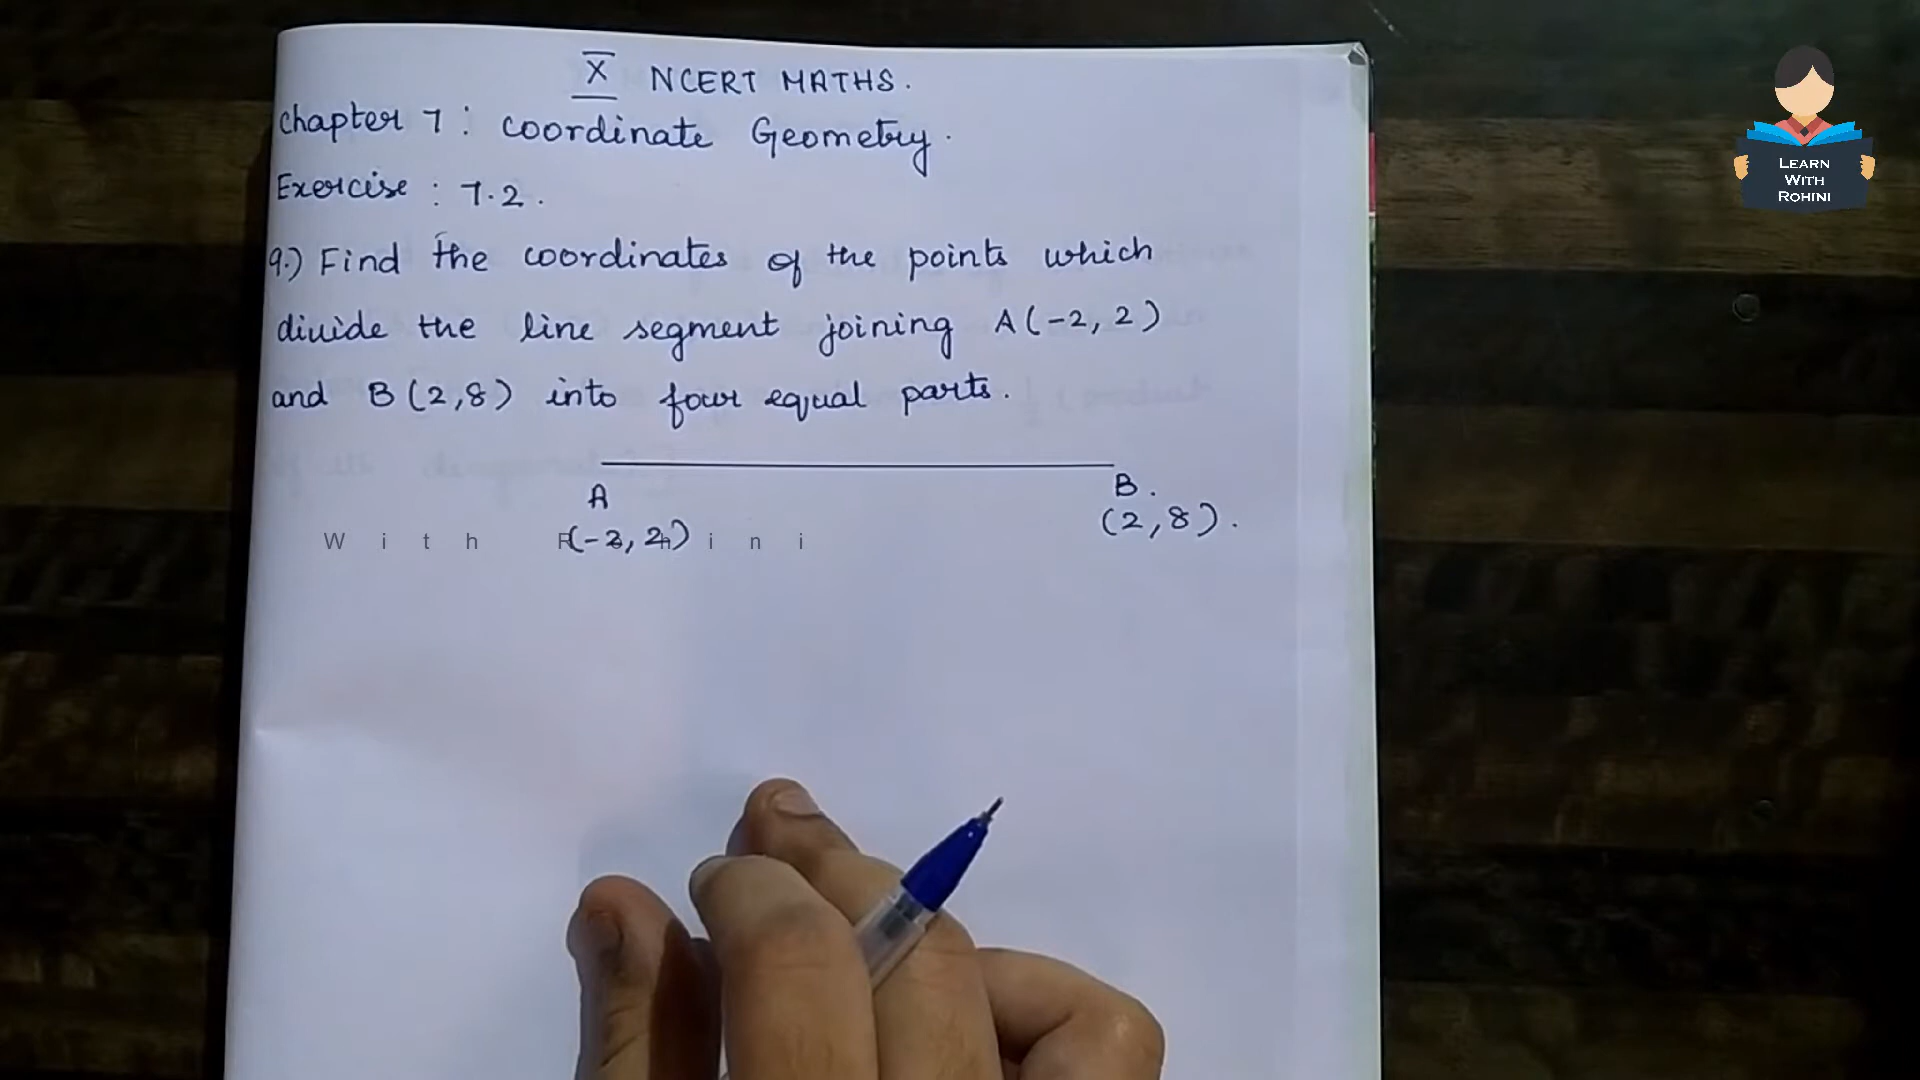 X NCERT MATHS.
Chapter 7: Coordinate Geometry.
Exercise: 7.2.
9.) Find the coordinates of the points which
divide the line segment joining A(-2, 2)
and B(2,8) into four equal parts.
A B.
(-2, 2) (2,8).
With Rohini
LEARN
WITH
ROHINI